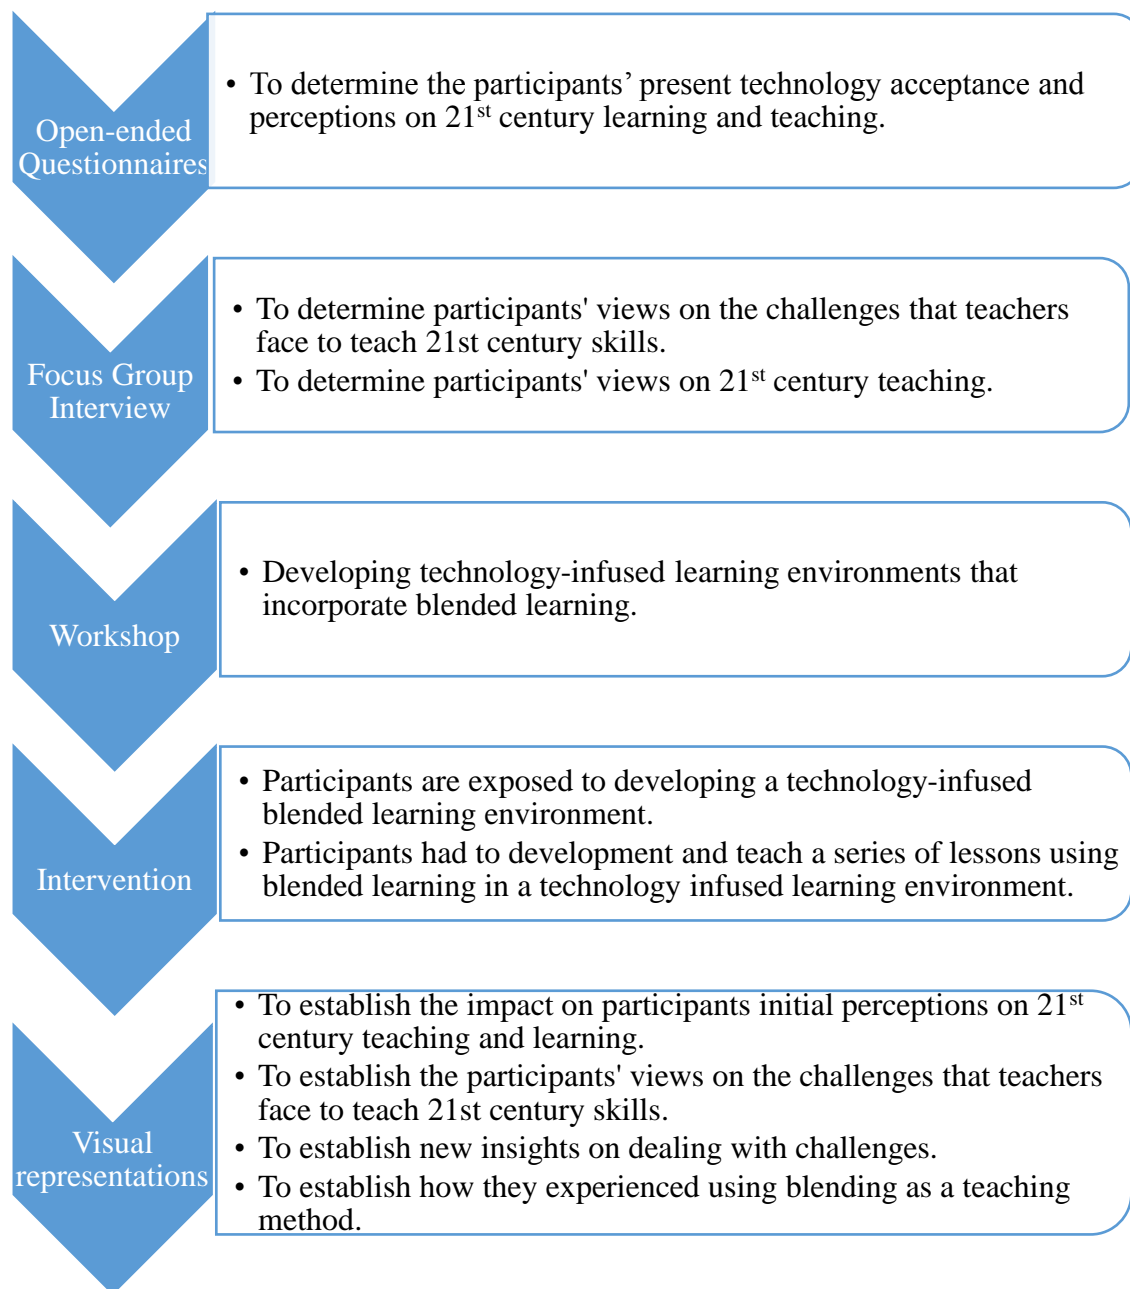 Open-ended
Questionnaires
• To determine the participants’ present technology acceptance and
perceptions on 21st century learning and teaching.
Focus Group
Interview
• To determine participants' views on the challenges that teachers
face to teach 21st century skills.
• To determine participants' views on 21st century teaching.
Workshop
• Developing technology-infused learning environments that
incorporate blended learning.
Intervention
• Participants are exposed to developing a technology-infused
blended learning environment.
• Participants had to development and teach a series of lessons using
blended learning in a technology infused learning environment.
Visual
representations
• To establish the impact on participants initial perceptions on 21st
century teaching and learning.
• To establish the participants' views on the challenges that teachers
face to teach 21st century skills.
• To establish new insights on dealing with challenges.
• To establish how they experienced using blending as a teaching
method.